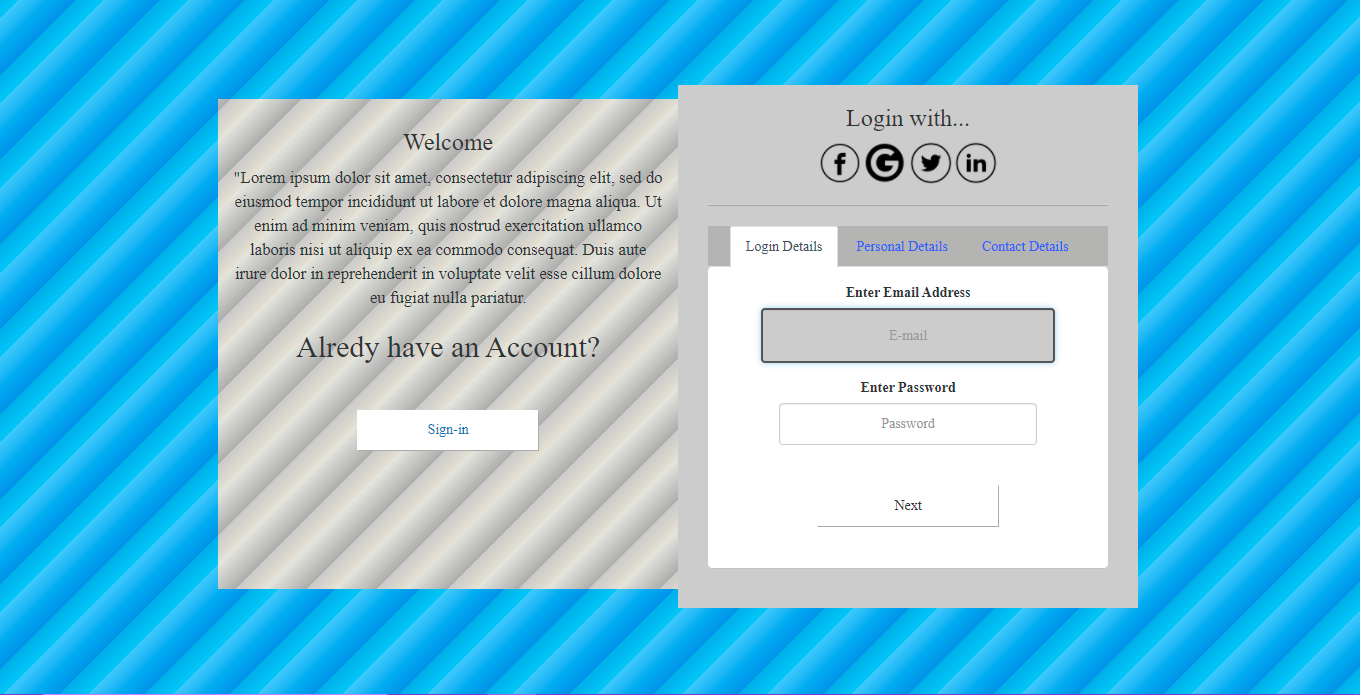 Welcome
"Lorem ipsum dolor sit amet, consectetur adipiscing elit, sed do
eiusmod tempor incididunt ut labore et dolore magna aliqua. Ut
enim ad minim veniam, quis nostrud exercitation ullamco
laboris nisi ut aliquip ex ea commodo consequat. Duis aute
irure dolor in reprehenderit in voluptate velit esse cillum dolore
eu fugiat nulla pariatur.
Alredy have an Account?
Sign-in
Login with...
f G in
Login Details Personal Details Contact Details
Enter Email Address
E-mail
Enter Password
Password
Next